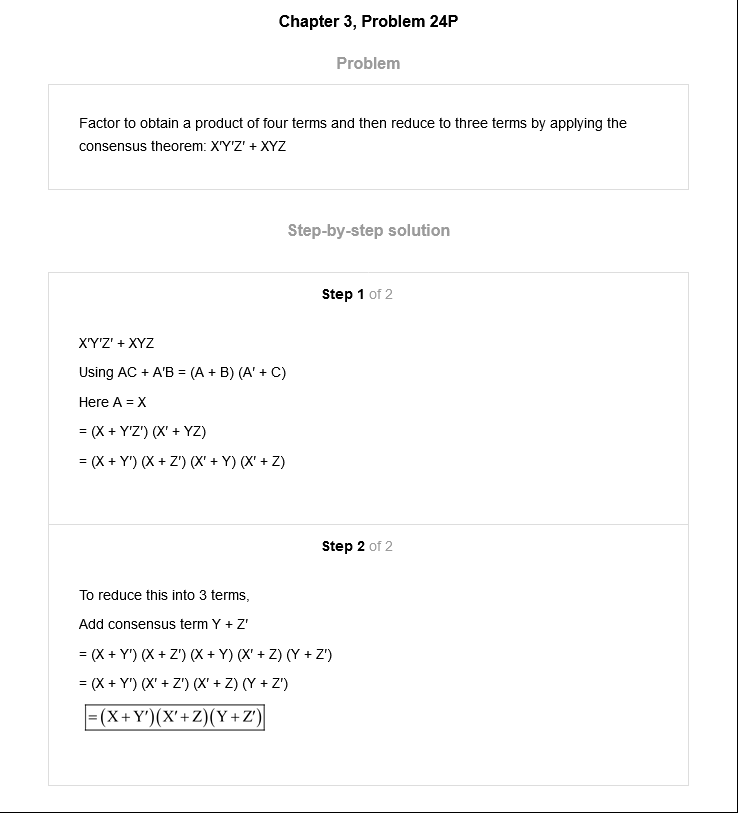 Chapter 3, Problem 24P
Problem
Factor to obtain a product of four terms and then reduce to three terms by applying the
consensus theorem: X'Y'Z' + XYZ
Step-by-step solution
Step 1 of 2
X'Y'Z' + XYZ
Using AC + A'B = (A + B) (A' + C)
Here A = X
= (X + Y'Z') (X' + YZ)
= (X + Y') (X + Z') (X' + Y) (X' + Z)
Step 2 of 2
To reduce this into 3 terms,
Add consensus term Y + Z'
= (X + Y') (X + Z') (X + Y) (X' + Z) (Y + Z')
= (X + Y') (X' + Z') (X' + Z) (Y + Z')
= (X + Y') (X' + Z) (Y + Z')